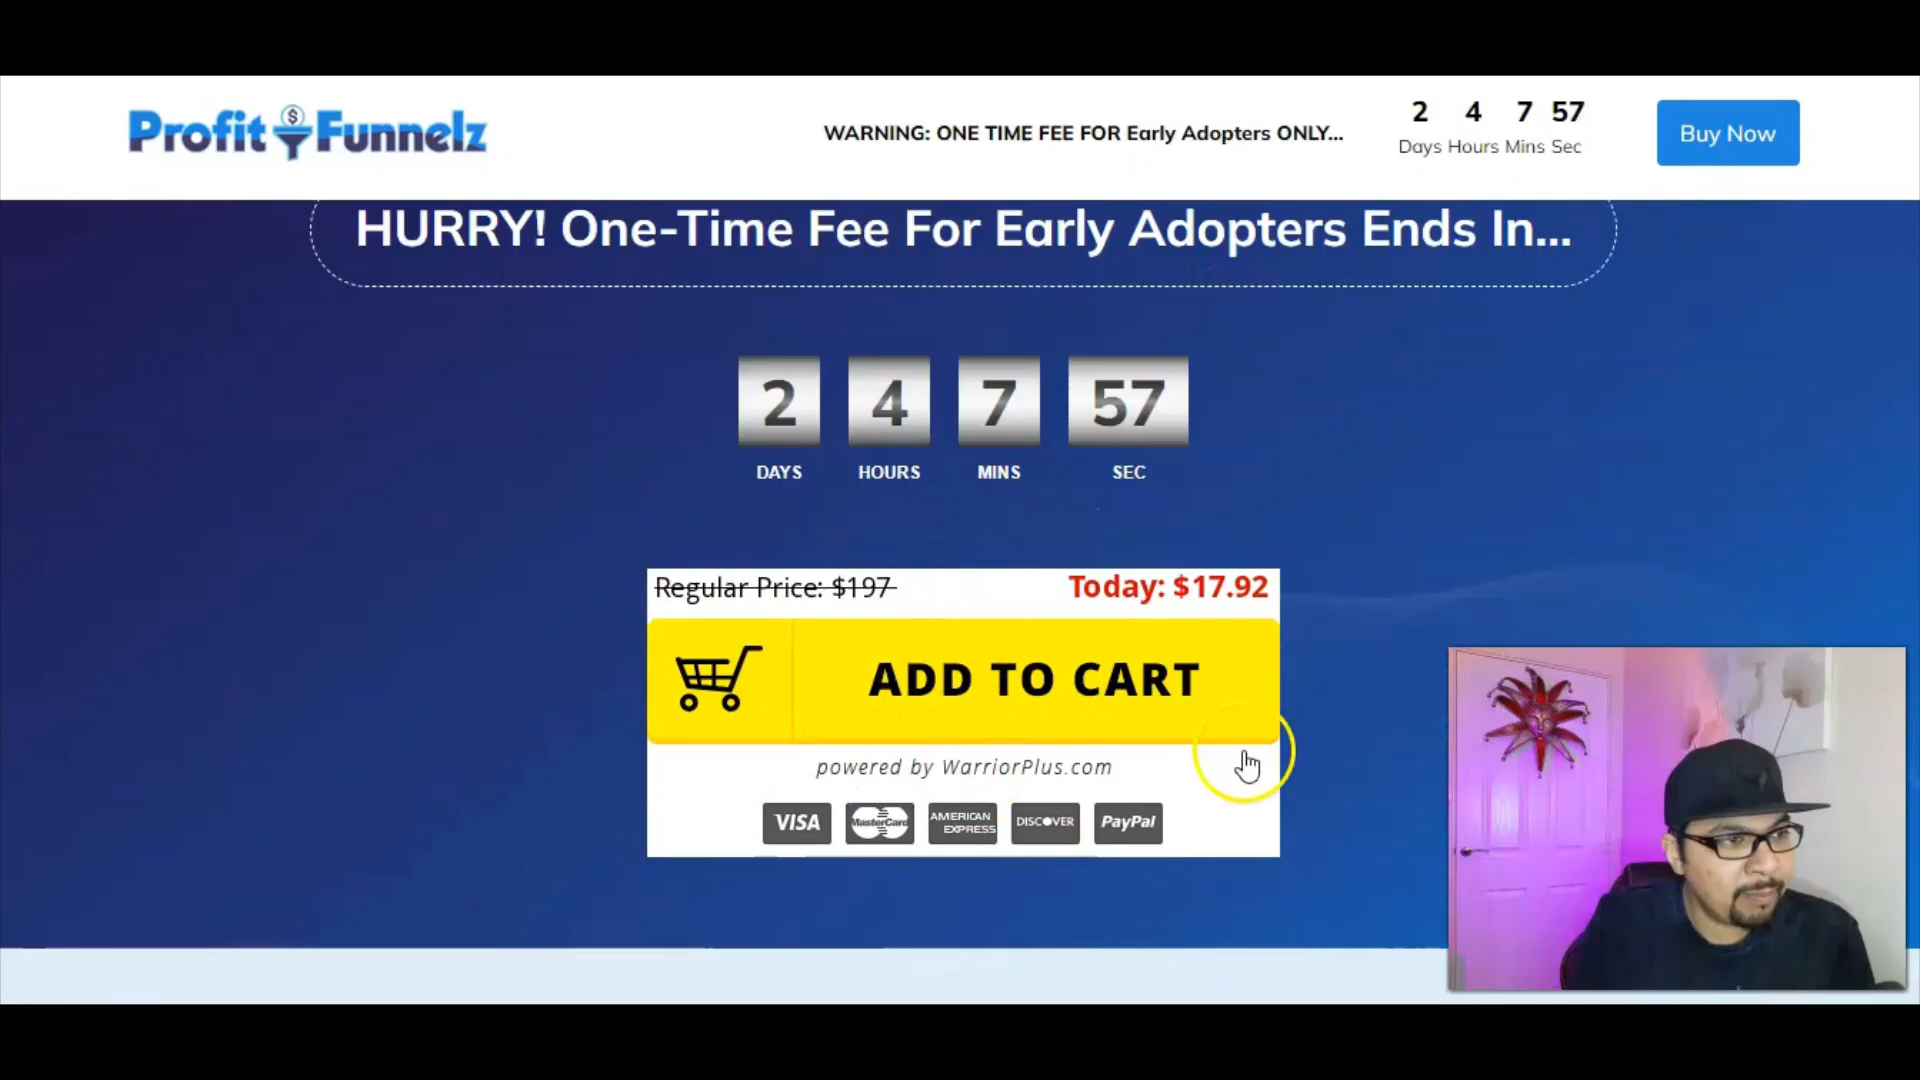 Profit Funnelz
WARNING: ONE TIME FEE FOR Early Adopters ONLY...
2 4 7 57
Days Hours Mins Sec
Buy Now
HURRY! One-Time Fee For Early Adopters Ends In...
2 4 7 57
DAYS HOURS MINS SEC
Regular Price: $197 Today: $17.92
ADD TO CART
powered by WarriorPlus.com
VISA MasterCard AMERICAN EXPRESS DISCOVER PayPal